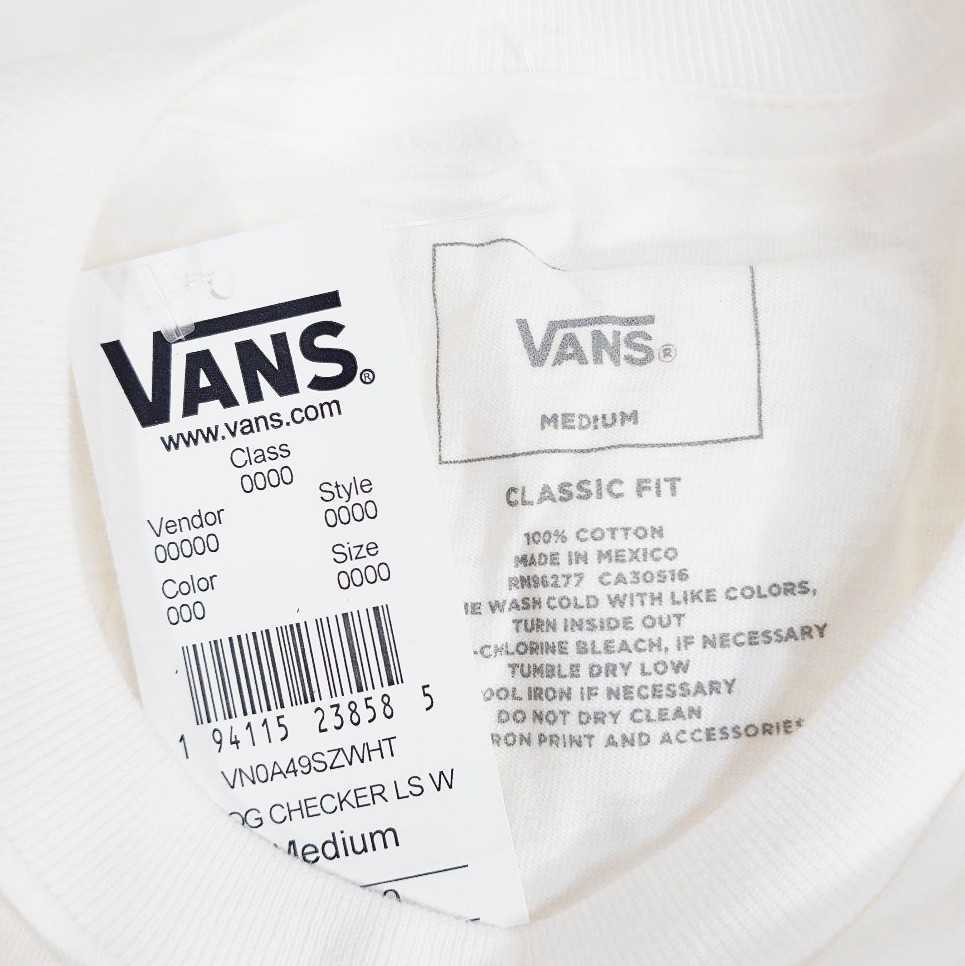 VANS®
www.vans.com
Class
0000
Vendor
00000
Style
0000
Color
000
Size
0000
1 94115 23858 5
VN0A49SZWHT
OG CHECKER LS W
Medium
VANS®
MEDIUM
CLASSIC FIT
100% COTTON
MADE IN MEXICO
RN86277 CA30516
WASH COLD WITH LIKE COLORS,
TURN INSIDE OUT
-CHLORINE BLEACH, IF NECESSARY
TUMBLE DRY LOW
OOL IRON IF NECESSARY
DO NOT DRY CLEAN
RON PRINT AND ACCESSORIES